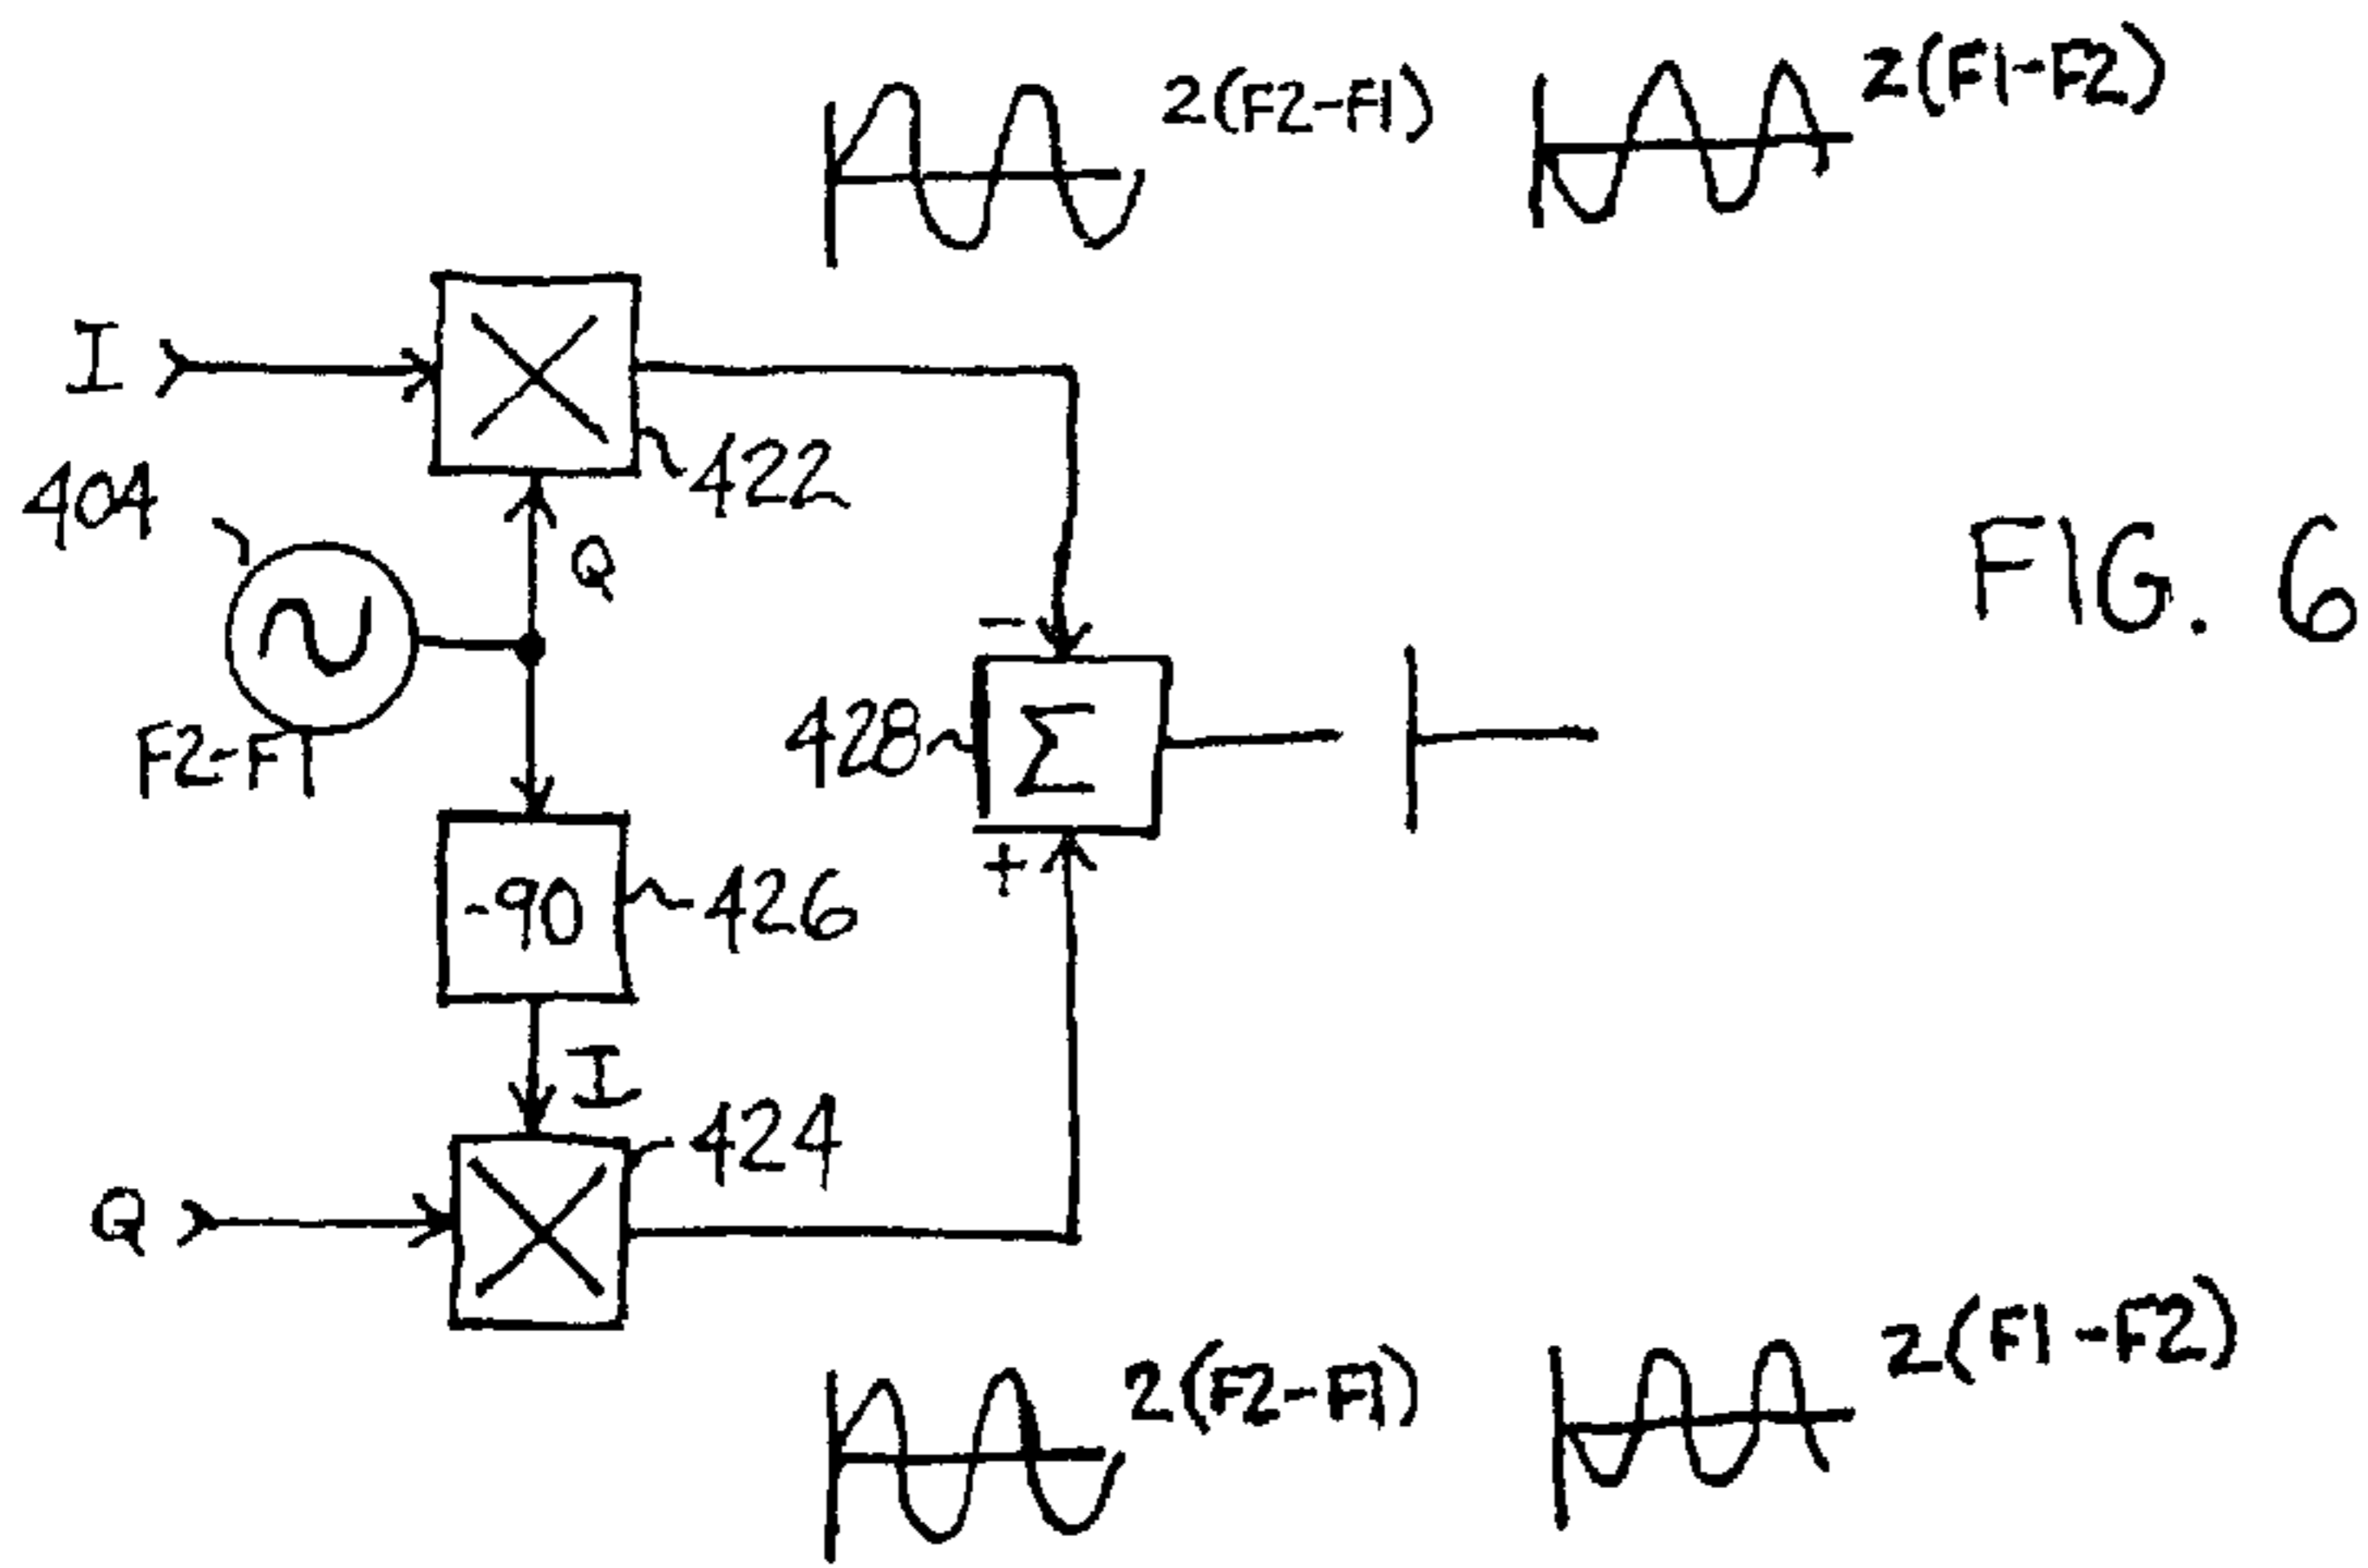 2(F2-F1)
2(F1-F2)
I
422
404
Q
FIG. 6
F2-F1
-
428
Σ
+
-90
426
I
424
Q
2(F2-F1)
2(F1-F2)